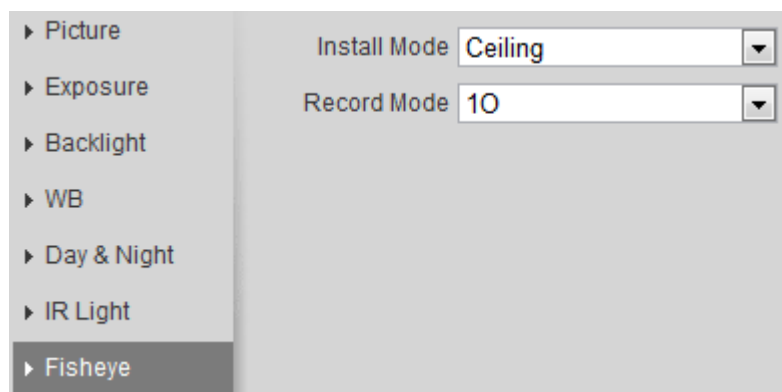 Picture
Exposure
Backlight
WB
Day & Night
IR Light
Fisheye
Install Mode Ceiling
Record Mode 1O